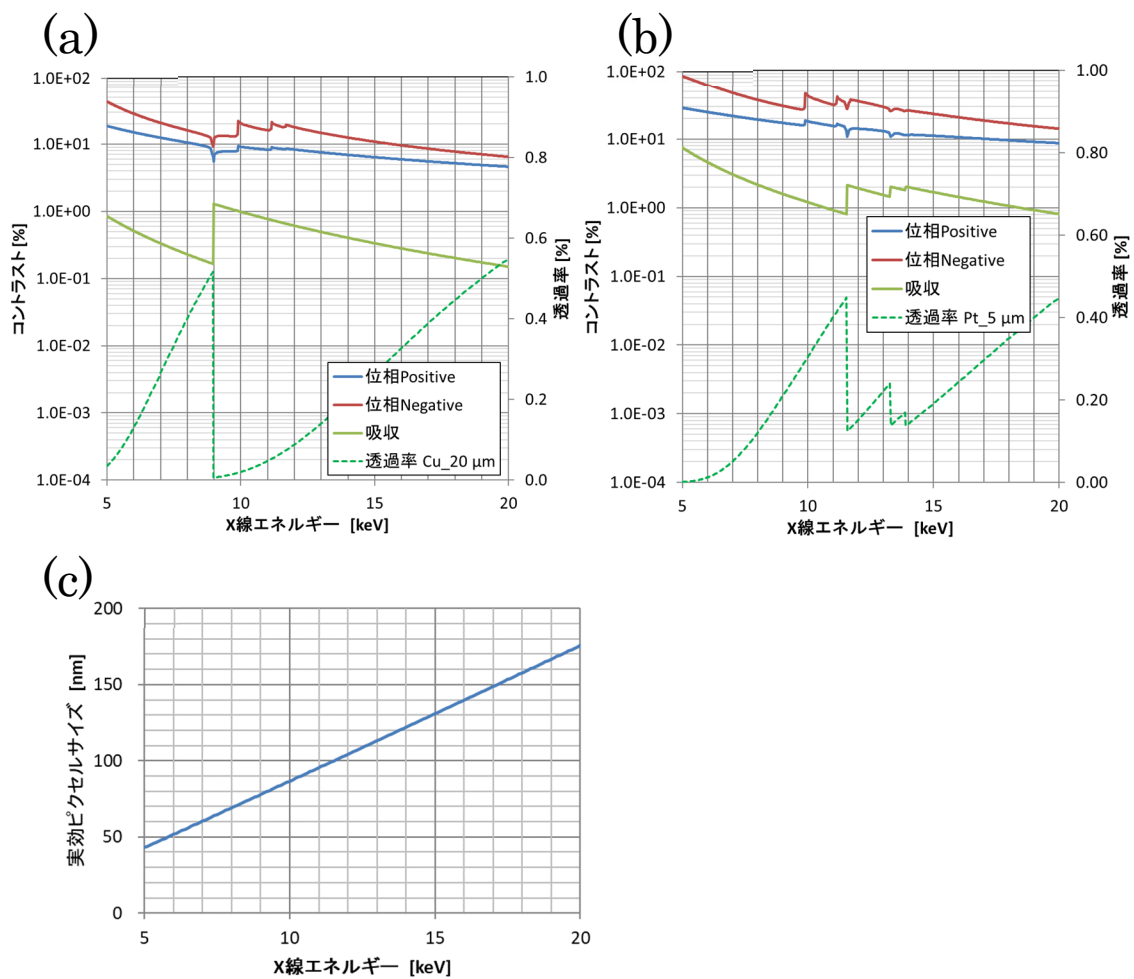 (a)
1.0E+02
1.0E+01
1.0E+00
1.0E-01
1.0E-02
1.0E-03
1.0E-04
コントラスト [%]
1.0
0.8
0.6
0.4
0.2
0.0
透過率 [%]
位相Positive
位相Negative
吸収
透過率 Cu_20 μm
5
10
15
20
X線エネルギー [keV]
(b)
1.0E+02
1.0E+01
1.0E+00
1.0E-01
1.0E-02
1.0E-03
1.0E-04
コントラスト [%]
1.00
0.80
0.60
0.40
0.20
0.00
透過率 [%]
位相Positive
位相Negative
吸収
透過率 Pt_5 μm
5
10
15
20
X線エネルギー [keV]
(c)
200
150
100
50
0
実効ピクセルサイズ [nm]
5
10
15
20
X線エネルギー [keV]